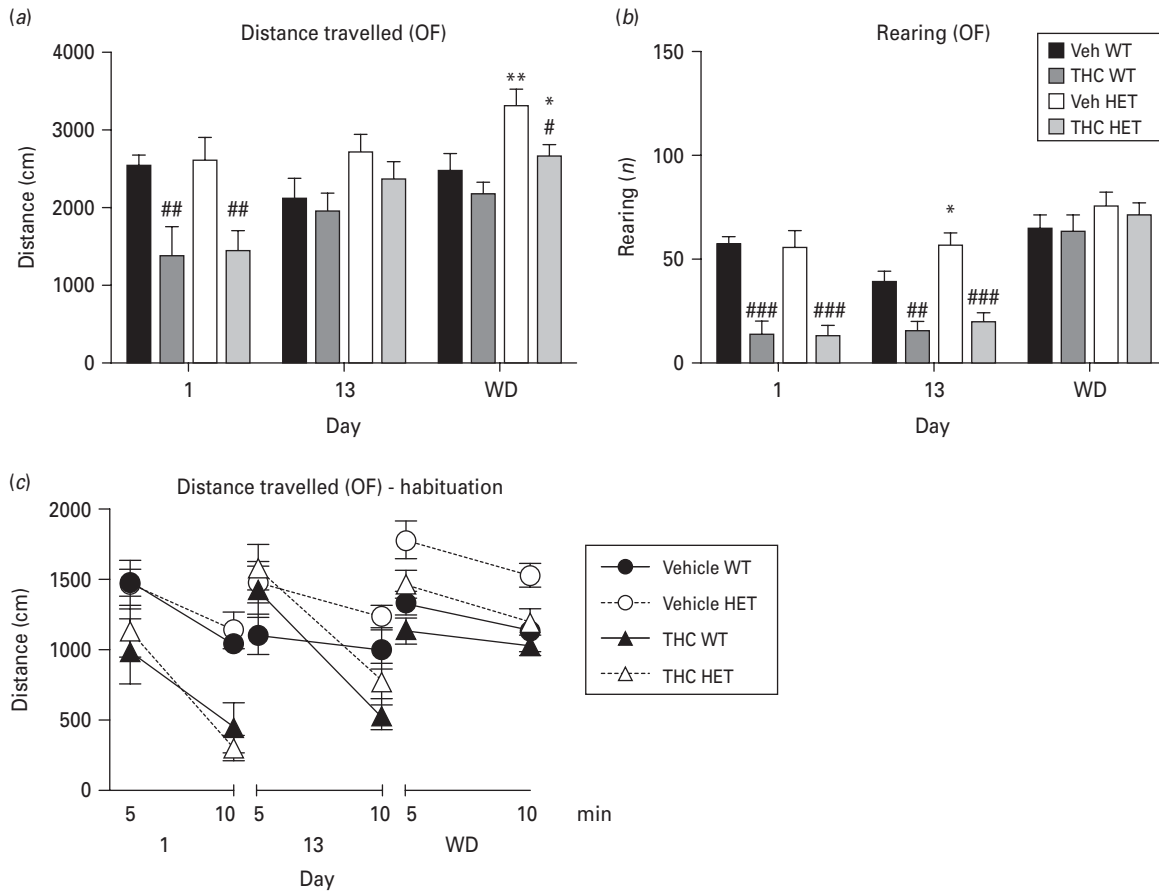 (a)
Distance travelled (OF)
4000
3000
2000
1000
0
Distance (cm)
##
##
**
*
#
1 13 WD
Day
(b)
Rearing (OF)
150
100
50
0
Rearing (n)
###
###
##
*
###
1 13 WD
Day
Veh WT
THC WT
Veh HET
THC HET
(c)
Distance travelled (OF) - habituation
2000
1500
1000
500
0
Distance (cm)
5 10 5 10 5 10 min
1 13 WD
Day
Vehicle WT
Vehicle HET
THC WT
THC HET